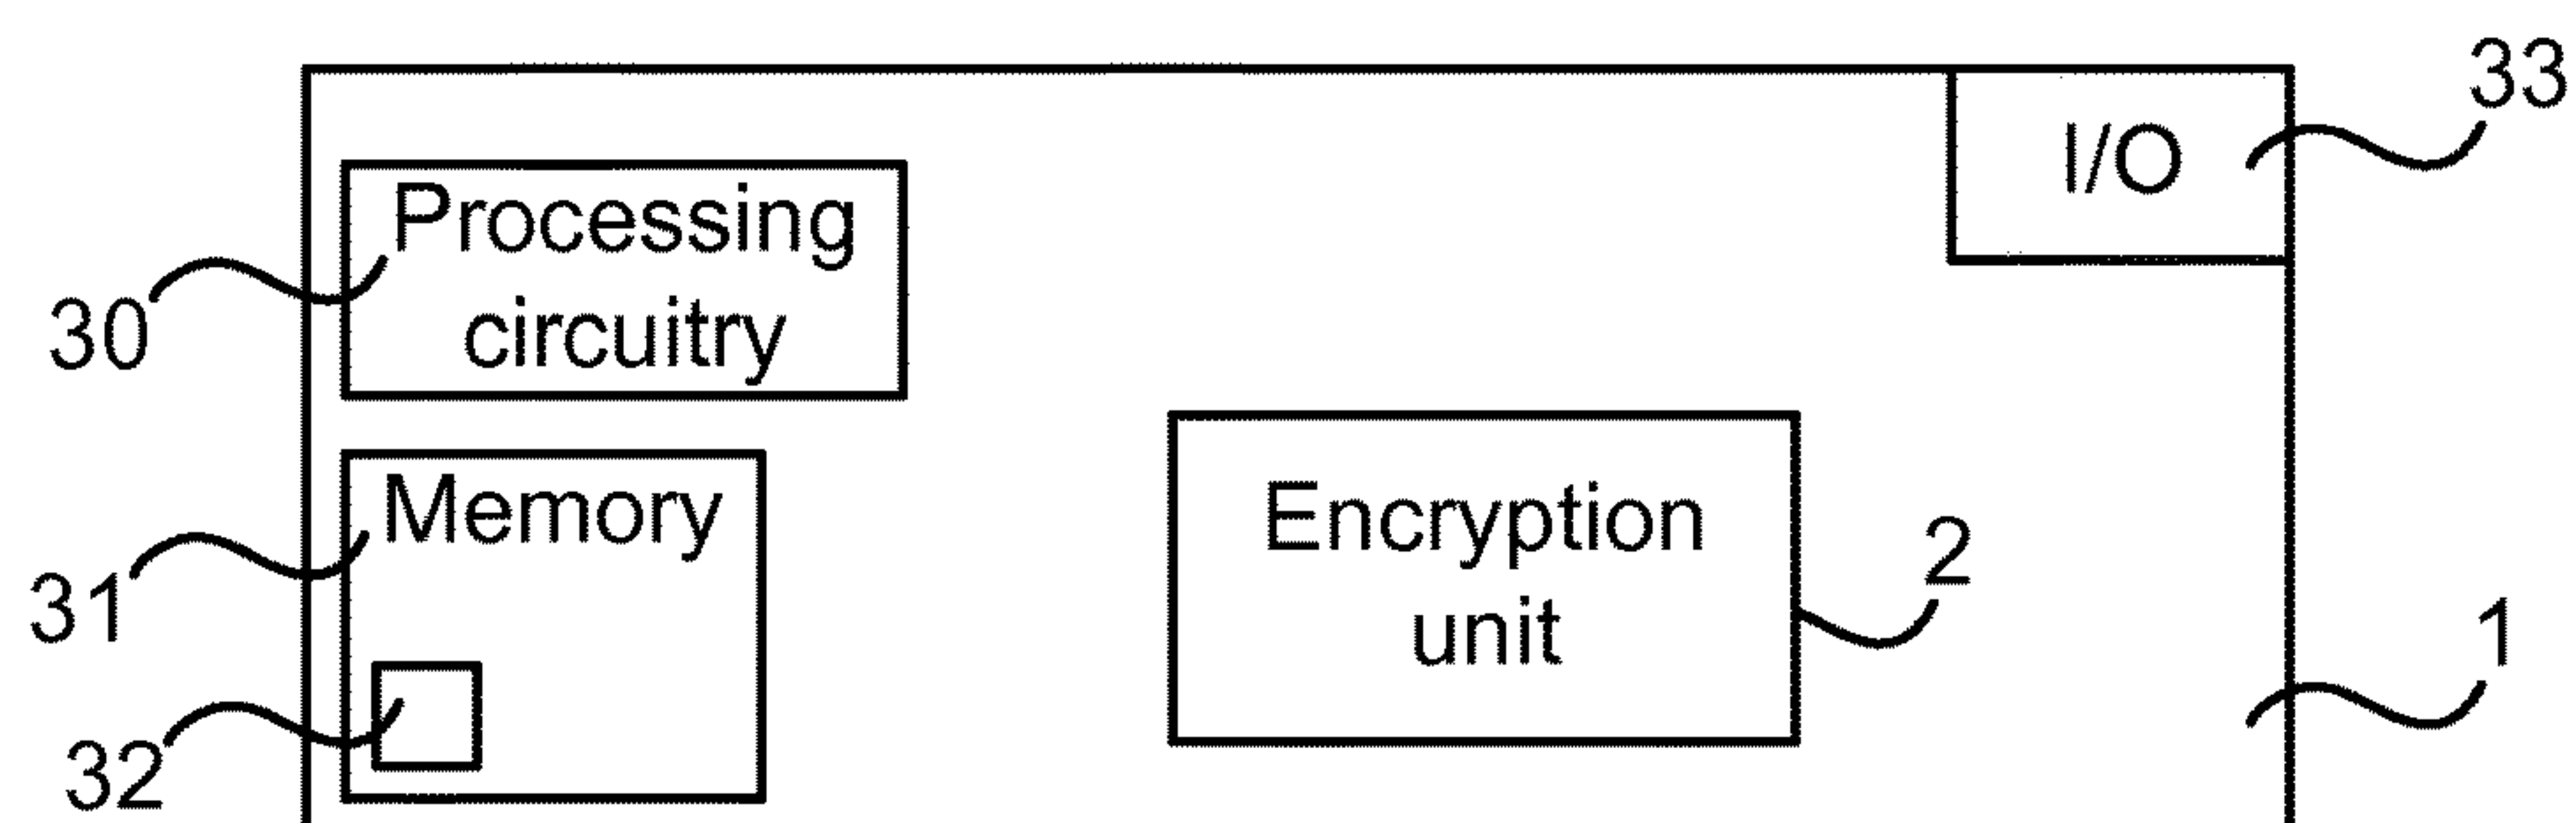 33
I/O
Processing
circuitry
30
Memory
Encryption
unit
2
31
1
32